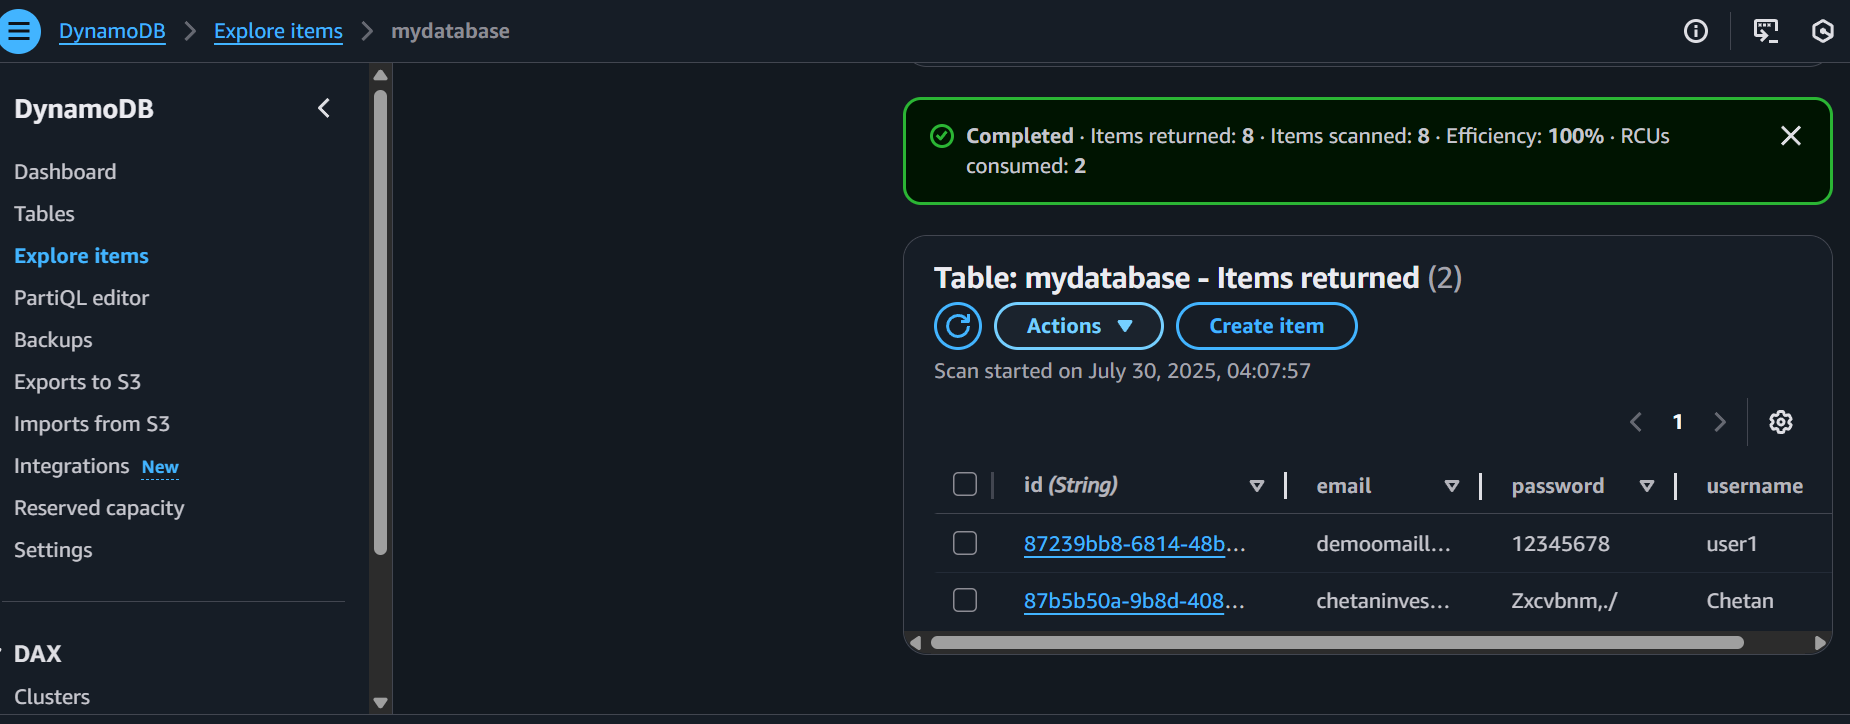 DynamoDB > Explore items > mydatabase
DynamoDB
Dashboard
Tables
Explore items
PartiQL editor
Backups
Exports to S3
Imports from S3
Integrations New
Reserved capacity
Settings
DAX
Clusters
Completed · Items returned: 8 · Items scanned: 8 · Efficiency: 100% · RCUs
consumed: 2
Table: mydatabase - Items returned (2)
Actions Create item
Scan started on July 30, 2025, 04:07:57
1
id (String) email password username
87239bb8-6814-48b... demoomaill... 12345678 user1
87b5b50a-9b8d-408... chetaninves... Zxcvbnm,./ Chetan